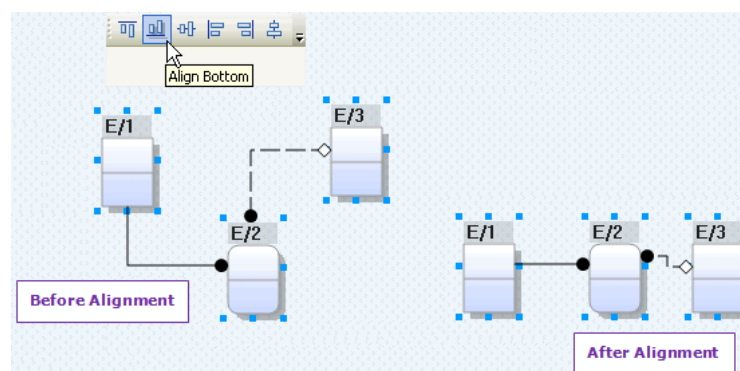 Align Bottom
E/1
E/3
E/2
E/1
E/2
E/3
Before Alignment
After Alignment